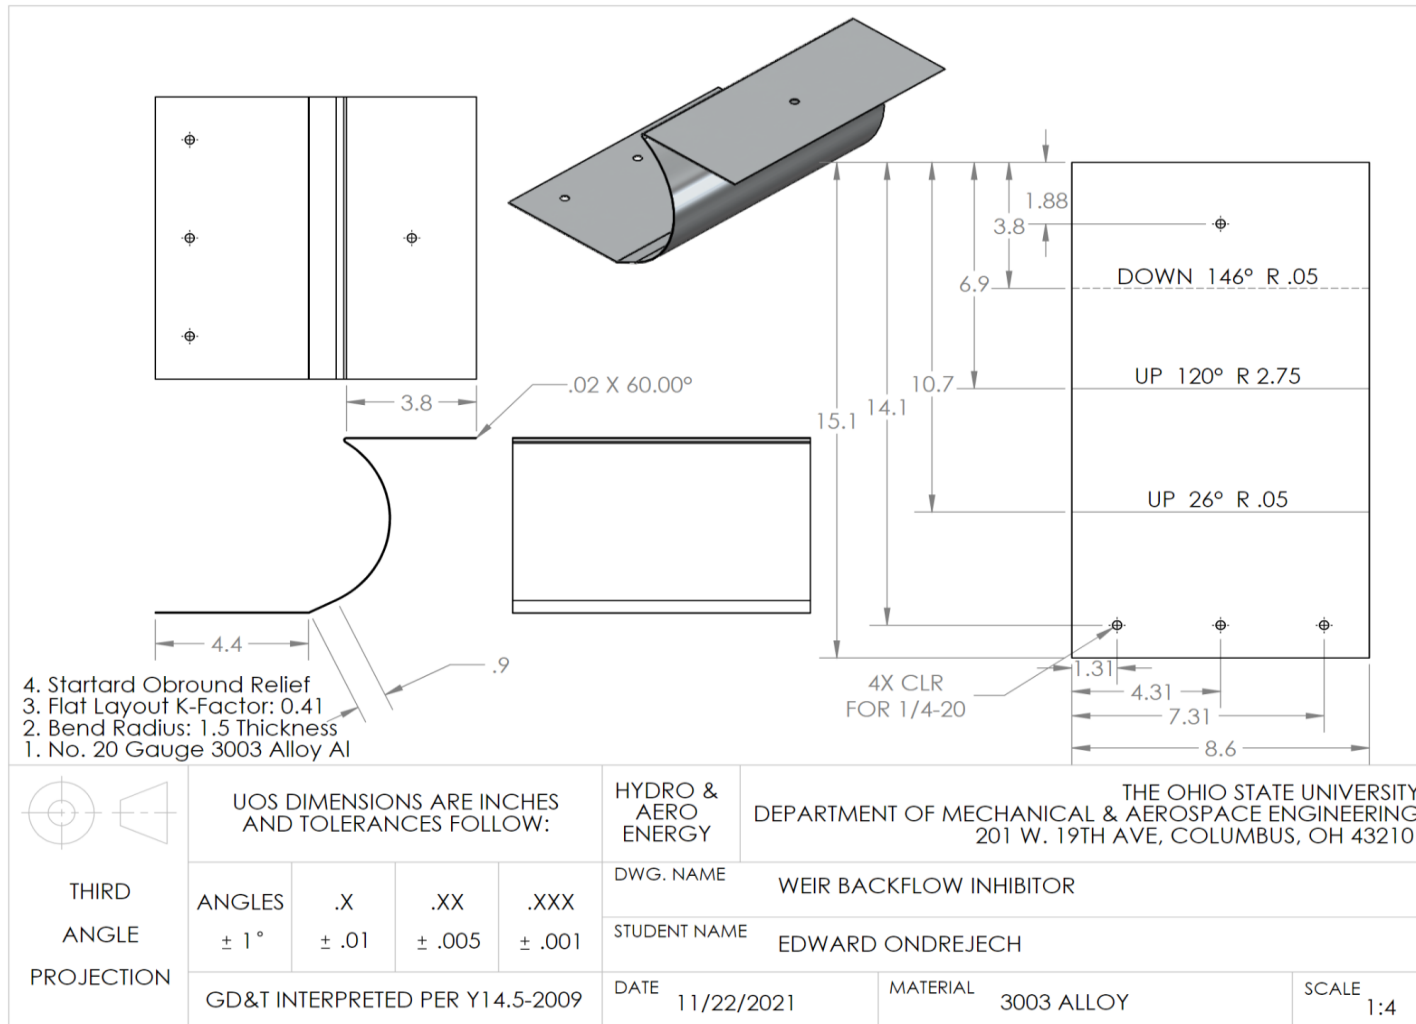 1.88
3.8
DOWN 146° R .05
6.9
.02 X 60.00°
UP 120° R 2.75
10.7
3.8
14.1
15.1
UP 26° R .05
4.4
.9
1.31
4X CLR
FOR 1/4-20
4.31
7.31
8.6
4. Startard Obround Relief
3. Flat Layout K-Factor: 0.41
2. Bend Radius: 1.5 Thickness
1. No. 20 Gauge 3003 Alloy Al
THIRD
ANGLE
PROJECTION
UOS DIMENSIONS ARE INCHES
AND TOLERANCES FOLLOW:
ANGLES .X .XX .XXX
± 1° ± .01 ± .005 ± .001
GD&T INTERPRETED PER Y14.5-2009
HYDRO &
AERO
ENERGY
THE OHIO STATE UNIVERSITY
DEPARTMENT OF MECHANICAL & AEROSPACE ENGINEERING
201 W. 19TH AVE, COLUMBUS, OH 43210
DWG. NAME WEIR BACKFLOW INHIBITOR
STUDENT NAME EDWARD ONDREJECH
DATE 11/22/2021
MATERIAL 3003 ALLOY
SCALE 1:4